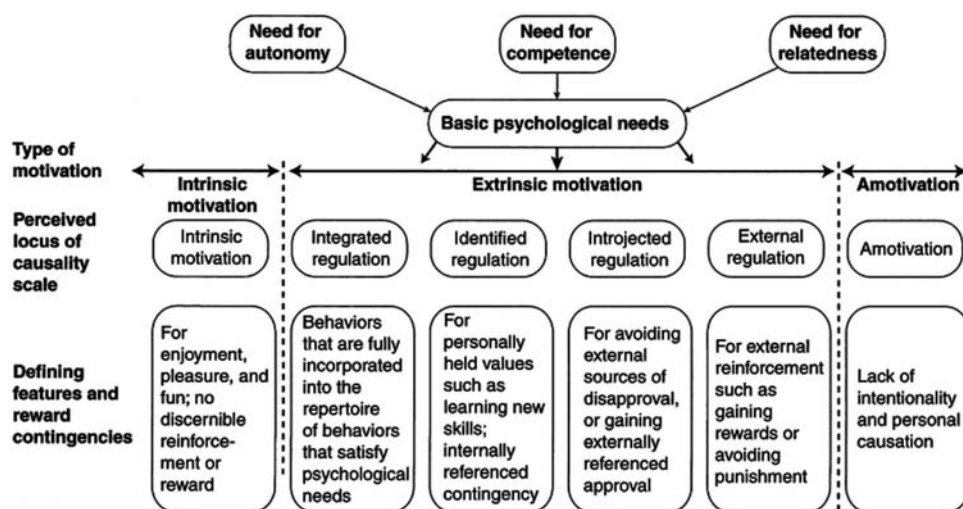 Need for
autonomy
Need for
competence
Need for
relatedness
Basic psychological needs
Type of
motivation
Intrinsic
motivation
Extrinsic motivation
Amotivation
Perceived
locus of
causality
scale
Intrinsic
motivation
Integrated
regulation
Identified
regulation
Introjected
regulation
External
regulation
Amotivation
Defining
features and
reward
contingencies
For
enjoyment,
pleasure, and
fun; no
discernible
reinforce-
ment or
reward
Behaviors
that are fully
incorporated
into the
repertoire
of behaviors
that satisfy
psychological
needs
For
personally
held values
such as
learning new
skills;
internally
referenced
contingency
For avoiding
external
sources of
disapproval,
or gaining
externally
referenced
approval
For external
reinforcement
such as
gaining
rewards or
avoiding
punishment
Lack of
intentionality
and personal
causation